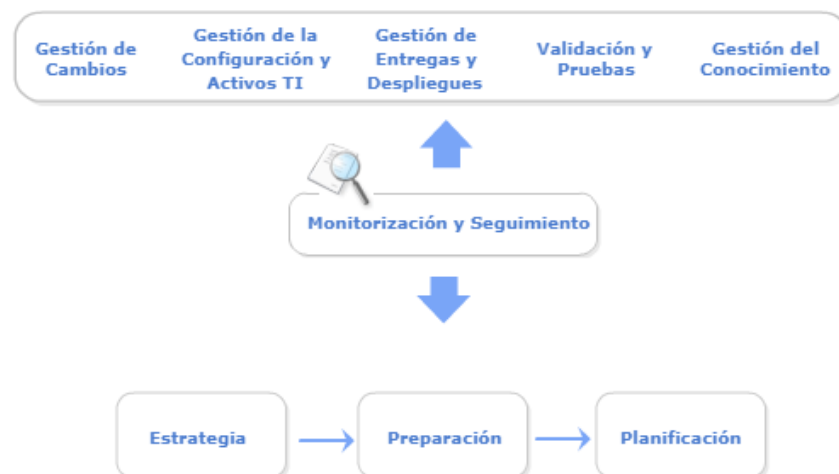 Gestión de
Cambios
Gestión de la
Configuración y
Activos TI
Gestión de
Entregas y
Despliegues
Validación y
Pruebas
Gestión del
Conocimiento
Monitorización y Seguimiento
Estrategia
Preparación
Planificación